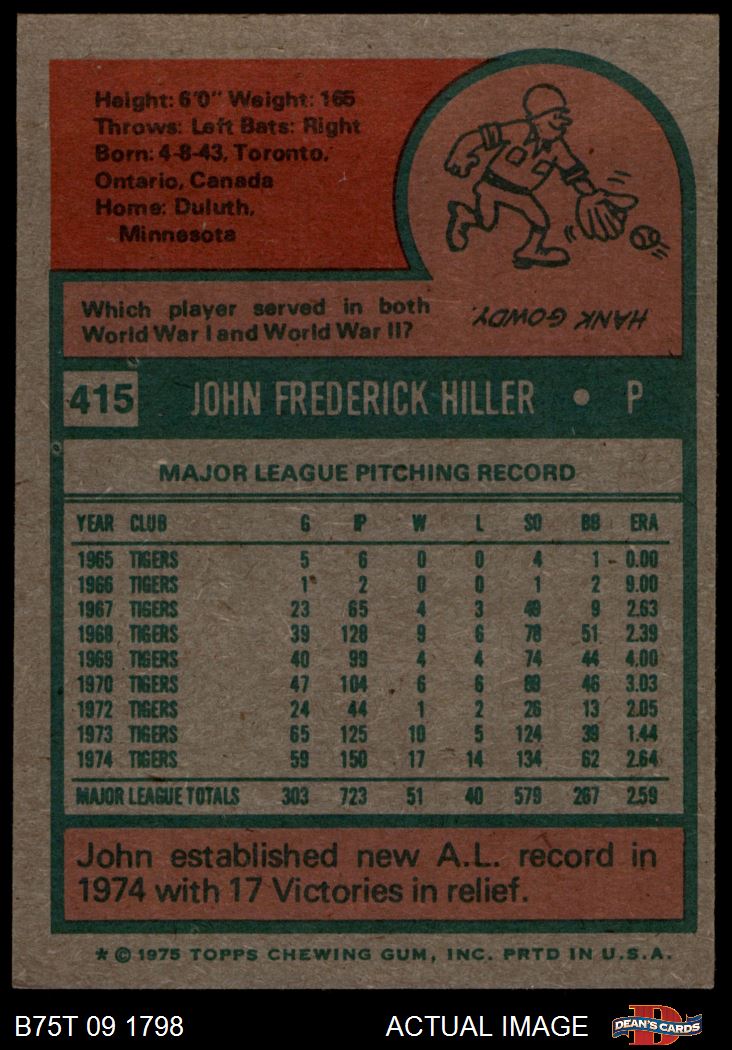 Height: 6'0" Weight: 165
Throws: Left Bats: Right
Born: 4-8-43, Toronto,
Ontario, Canada
Home: Duluth,
Minnesota
Which player served in both
World War I and World War II?
HANK GOWDY.
415 JOHN FREDERICK HILLER • P
MAJOR LEAGUE PITCHING RECORD
YEAR CLUB G IP W L SO BB ERA
1965 TIGERS 5 6 0 0 4 1 0.00
1966 TIGERS 1 2 0 0 1 2 9.00
1967 TIGERS 23 65 4 3 49 9 2.63
1968 TIGERS 39 128 9 6 78 51 2.39
1969 TIGERS 40 99 4 4 74 44 4.00
1970 TIGERS 47 104 6 6 89 46 3.03
1972 TIGERS 24 44 1 2 26 13 2.05
1973 TIGERS 65 125 10 5 124 39 1.44
1974 TIGERS 59 150 17 14 134 62 2.64
MAJOR LEAGUE TOTALS 303 723 51 40 579 267 2.59
John established new A.L. record in
1974 with 17 Victories in relief.
* © 1975 TOPPS CHEWING GUM, INC. PRTD IN U.S.A.
B75T 09 1798 ACTUAL IMAGE D DEAN'S CARDS